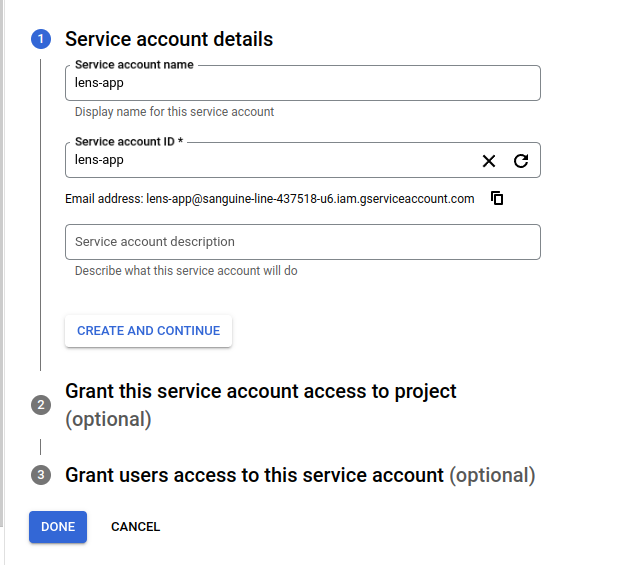 1 Service account details
Service account name
lens-app
Display name for this service account
Service account ID *
lens-app
Email address: lens-app@sanguine-line-437518-u6.iam.gserviceaccount.com
Service account description
Describe what this service account will do
CREATE AND CONTINUE
2 Grant this service account access to project
(optional)
3 Grant users access to this service account (optional)
DONE CANCEL